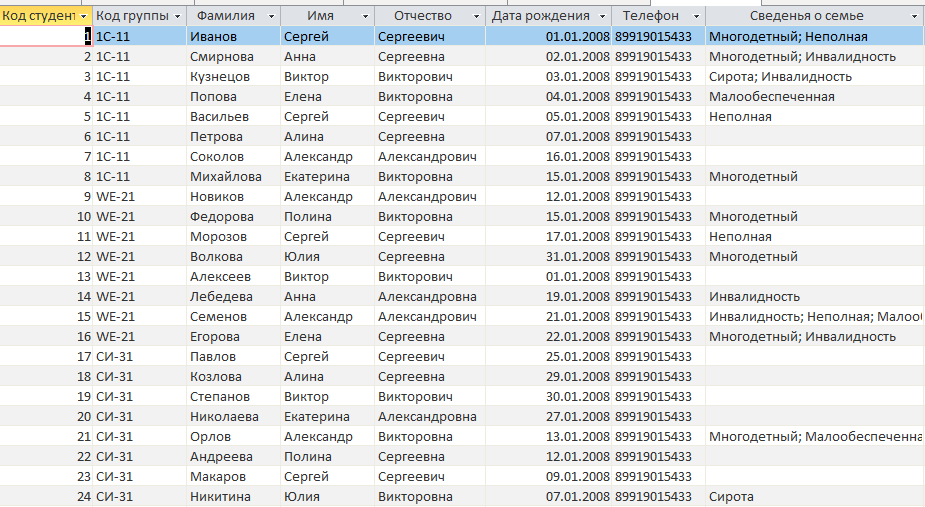 Код студент Код группы Фамилия Имя Отчество Дата рождения Телефон Сведенья о семье
1 1С-11 Иванов Сергей Сергеевич 01.01.2008 89919015433 Многодетный; Неполная
2 1С-11 Смирнова Анна Сергеевна 02.01.2008 89919015433 Многодетный; Инвалидность
3 1С-11 Кузнецов Виктор Викторович 03.01.2008 89919015433 Сирота; Инвалидность
4 1С-11 Попова Елена Викторовна 04.01.2008 89919015433 Малообеспеченная
5 1С-11 Васильев Сергей Сергеевич 05.01.2008 89919015433 Неполная
6 1С-11 Петрова Алина Сергеевна 07.01.2008 89919015433
7 1С-11 Соколов Александр Александрович 16.01.2008 89919015433
8 1С-11 Михайлова Екатерина Викторовна 15.01.2008 89919015433 Многодетный
9 WE-21 Новиков Александр Александрович 12.01.2008 89919015433
10 WE-21 Федорова Полина Викторовна 15.01.2008 89919015433 Многодетный
11 WE-21 Морозов Сергей Сергеевич 17.01.2008 89919015433 Неполная
12 WE-21 Волкова Юлия Сергеевна 31.01.2008 89919015433 Многодетный
13 WE-21 Алексеев Виктор Викторович 01.01.2008 89919015433
14 WE-21 Лебедева Анна Александровна 19.01.2008 89919015433 Инвалидность
15 WE-21 Семенов Александр Александрович 21.01.2008 89919015433 Инвалидность; Неполная; Малооб
16 WE-21 Егорова Елена Сергеевна 22.01.2008 89919015433 Многодетный; Инвалидность
17 СИ-31 Павлов Сергей Сергеевич 25.01.2008 89919015433
18 СИ-31 Козлова Алина Сергеевна 29.01.2008 89919015433
19 СИ-31 Степанов Виктор Викторович 30.01.2008 89919015433
20 СИ-31 Николаева Екатерина Александровна 27.01.2008 89919015433
21 СИ-31 Орлов Александр Викторовна 13.01.2008 89919015433 Многодетный; Малообеспеченна
22 СИ-31 Андреева Полина Сергеевна 12.01.2008 89919015433
23 СИ-31 Макаров Сергей Сергеевич 09.01.2008 89919015433
24 СИ-31 Никитина Юлия Викторовна 07.01.2008 89919015433 Сирота